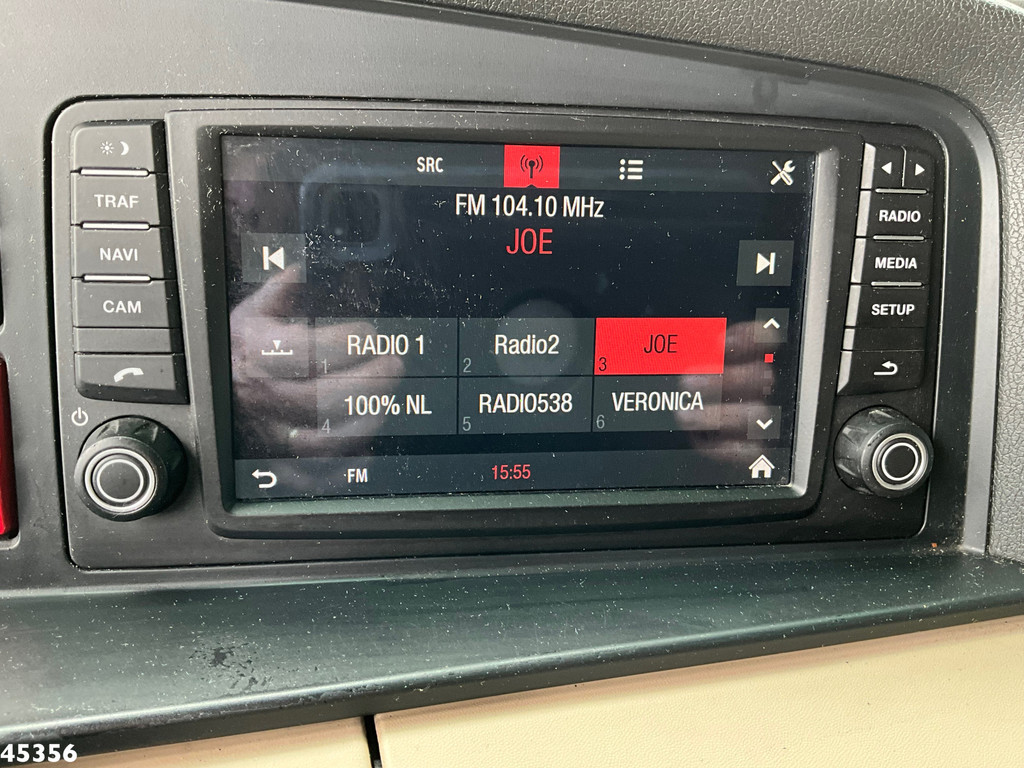 SRC
FM 104.10 MHz
JOE
TRAF
NAVI
CAM
RADIO
MEDIA
SETUP
1 RADIO 1
2 Radio2
3 JOE
4 100% NL
5 RADIO538
6 VERONICA
FM 15:55
45356